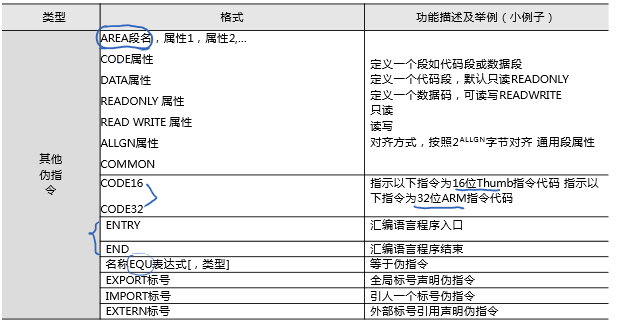 类型 格式 功能描述及举例（小例子）
其他
伪指
令
AREA段名，属性1，属性2,...
CODE属性
DATA属性
READONLY 属性
READ WRITE 属性
ALLGN属性
COMMON
定义一个段如代码段或数据段
定义一个代码段，默认只读READONLY
定义一个数据码，可读写READWRITE
只读
读写
对齐方式，按照2ALLGN字节对齐 通用段属性
CODE16
CODE32
指示以下指令为16位Thumb指令代码 指示以
下指令为32位ARM指令代码
ENTRY 汇编语言程序入口
END 汇编语言程序结束
名称EQU表达式[，类型] 等于伪指令
EXPORT标号 全局标号声明伪指令
IMPORT标号 引人一个标号伪指令
EXTERN标号 外部标号引用声明伪指令